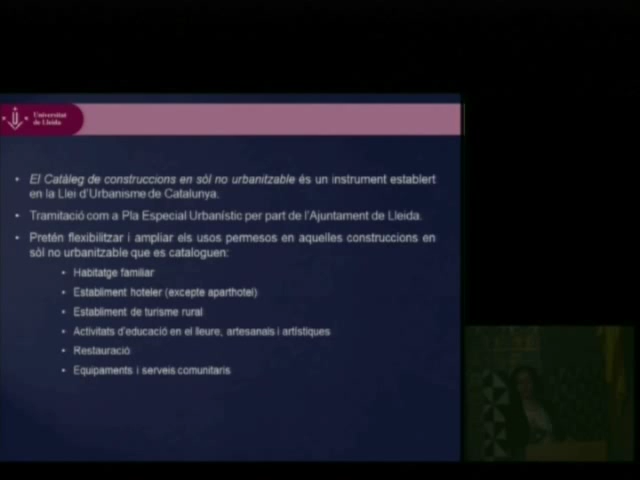 Universitat
de Lleida
• El Catàleg de construccions en sòl no urbanitzable és un instrument establert
en la Llei d'Urbanisme de Catalunya.
• Tramitació com a Pla Especial Urbanístic per part de l'Ajuntament de Lleida.
• Pretén flexibilitzar i ampliar els usos permesos en aquelles construccions en
sòl no urbanitzable que es cataloguen:
• Habitatge familiar
• Establiment hoteler (excepte aparthotel)
• Establiment de turisme rural
• Activitats d'educació en el lleure, artesanals i artístiques
• Restauració
• Equipaments i serveis comunitaris